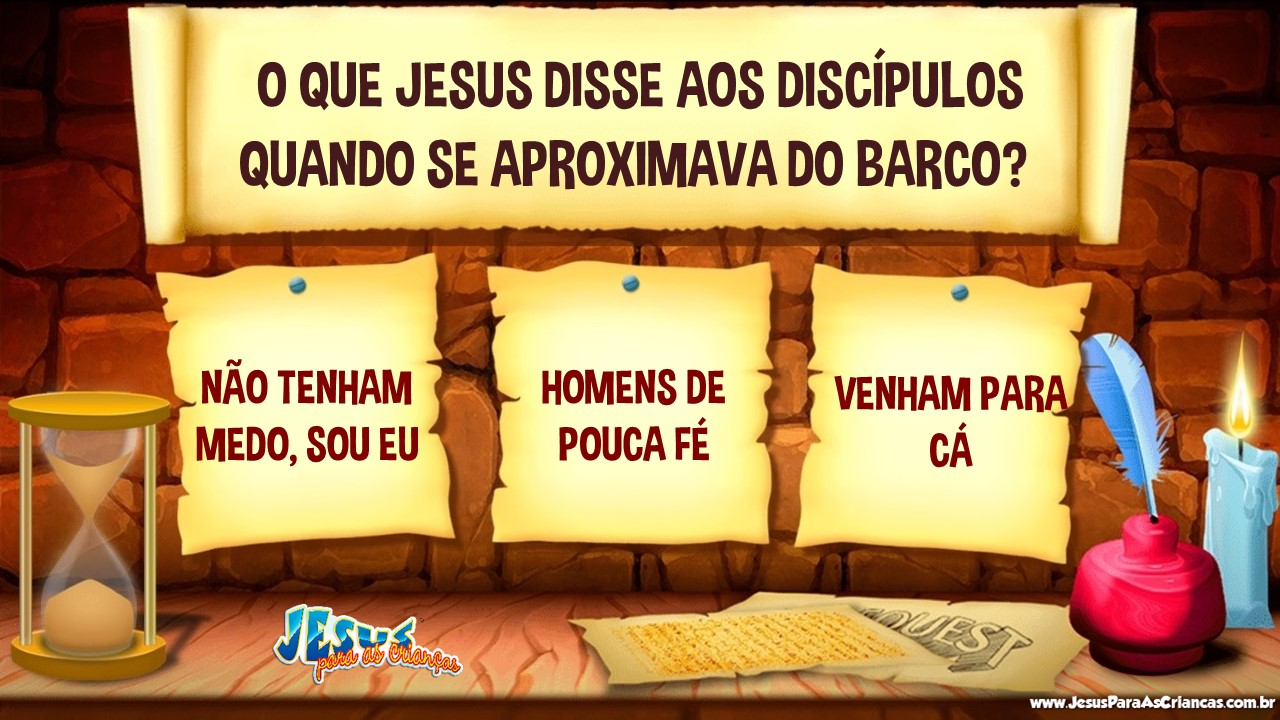 O QUE JESUS DISSE AOS DISCÍPULOS
QUANDO SE APROXIMAVA DO BARCO?
NÃO TENHAM
MEDO, SOU EU
HOMENS DE
POUCA FÉ
VENHAM PARA
CÁ
JESUS
para as crianças
QUEST
www.JesusParaAsCriancas.com.br